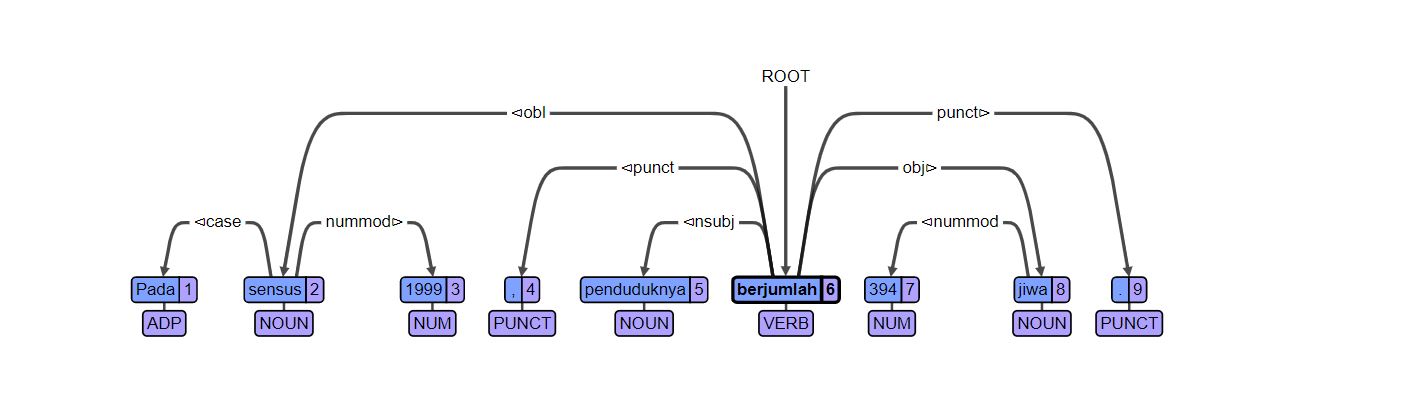 ROOT
⊲obl punct⊳
⊲punct obj⊳
⊲case nummod⊳ ⊲nsubj ⊲nummod
Pada 1 sensus 2 1999 3 , 4 penduduknya 5 berjumlah 6 394 7 jiwa 8 . 9
ADP NOUN NUM PUNCT NOUN VERB NUM NOUN PUNCT